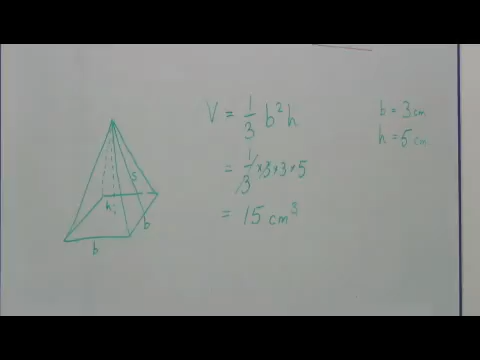 V = 1/3 b²h
= 1/3 × 3 × 3 × 5
= 15 cm³
b = 3 cm
h = 5 cm
s
h
b
b